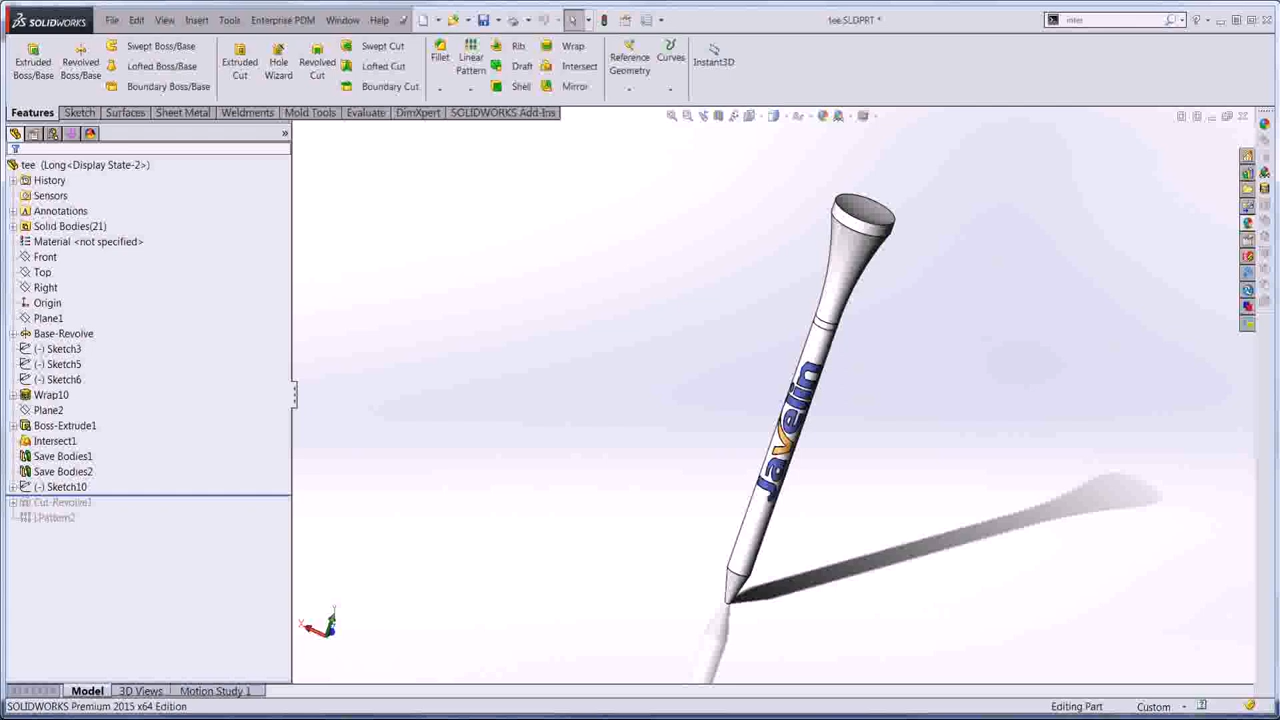 SOLIDWORKS File Edit View Insert Tools Enterprise PDM Window Help tee.SLDPRT * inter
Extruded Boss/Base
Revolved Boss/Base
Swept Boss/Base
Lofted Boss/Base
Boundary Boss/Base
Extruded Cut
Hole Wizard
Revolved Cut
Swept Cut
Lofted Cut
Boundary Cut
Fillet
Linear Pattern
Rib
Draft
Shell
Wrap
Intersect
Mirror
Reference Geometry
Curves
Instant3D
Features Sketch Surfaces Sheet Metal Weldments Mold Tools Evaluate DimXpert SOLIDWORKS Add-Ins
tee (Long<Display State-2>)
History
Sensors
Annotations
Solid Bodies(21)
Material <not specified>
Front
Top
Right
Origin
Plane1
Base-Revolve
(-) Sketch3
(-) Sketch5
(-) Sketch6
Wrap10
Plane2
Boss-Extrude1
Intersect1
Save Bodies1
Save Bodies2
(-) Sketch10
Cut-Revolve1
LPattern2
Javelin
Y
X
Model 3D Views Motion Study 1
SOLIDWORKS Premium 2015 x64 Edition Editing Part Custom